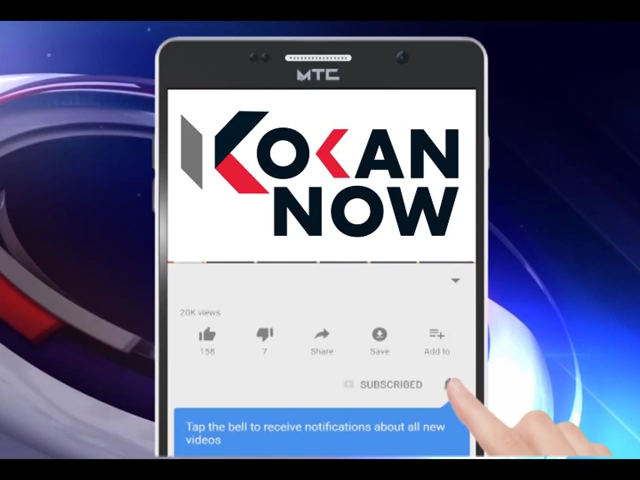 MTC
KOKAN
NOW
20K views
158 7 Share Save Add to
SUBSCRIBED
Tap the bell to receive notifications about all new
videos